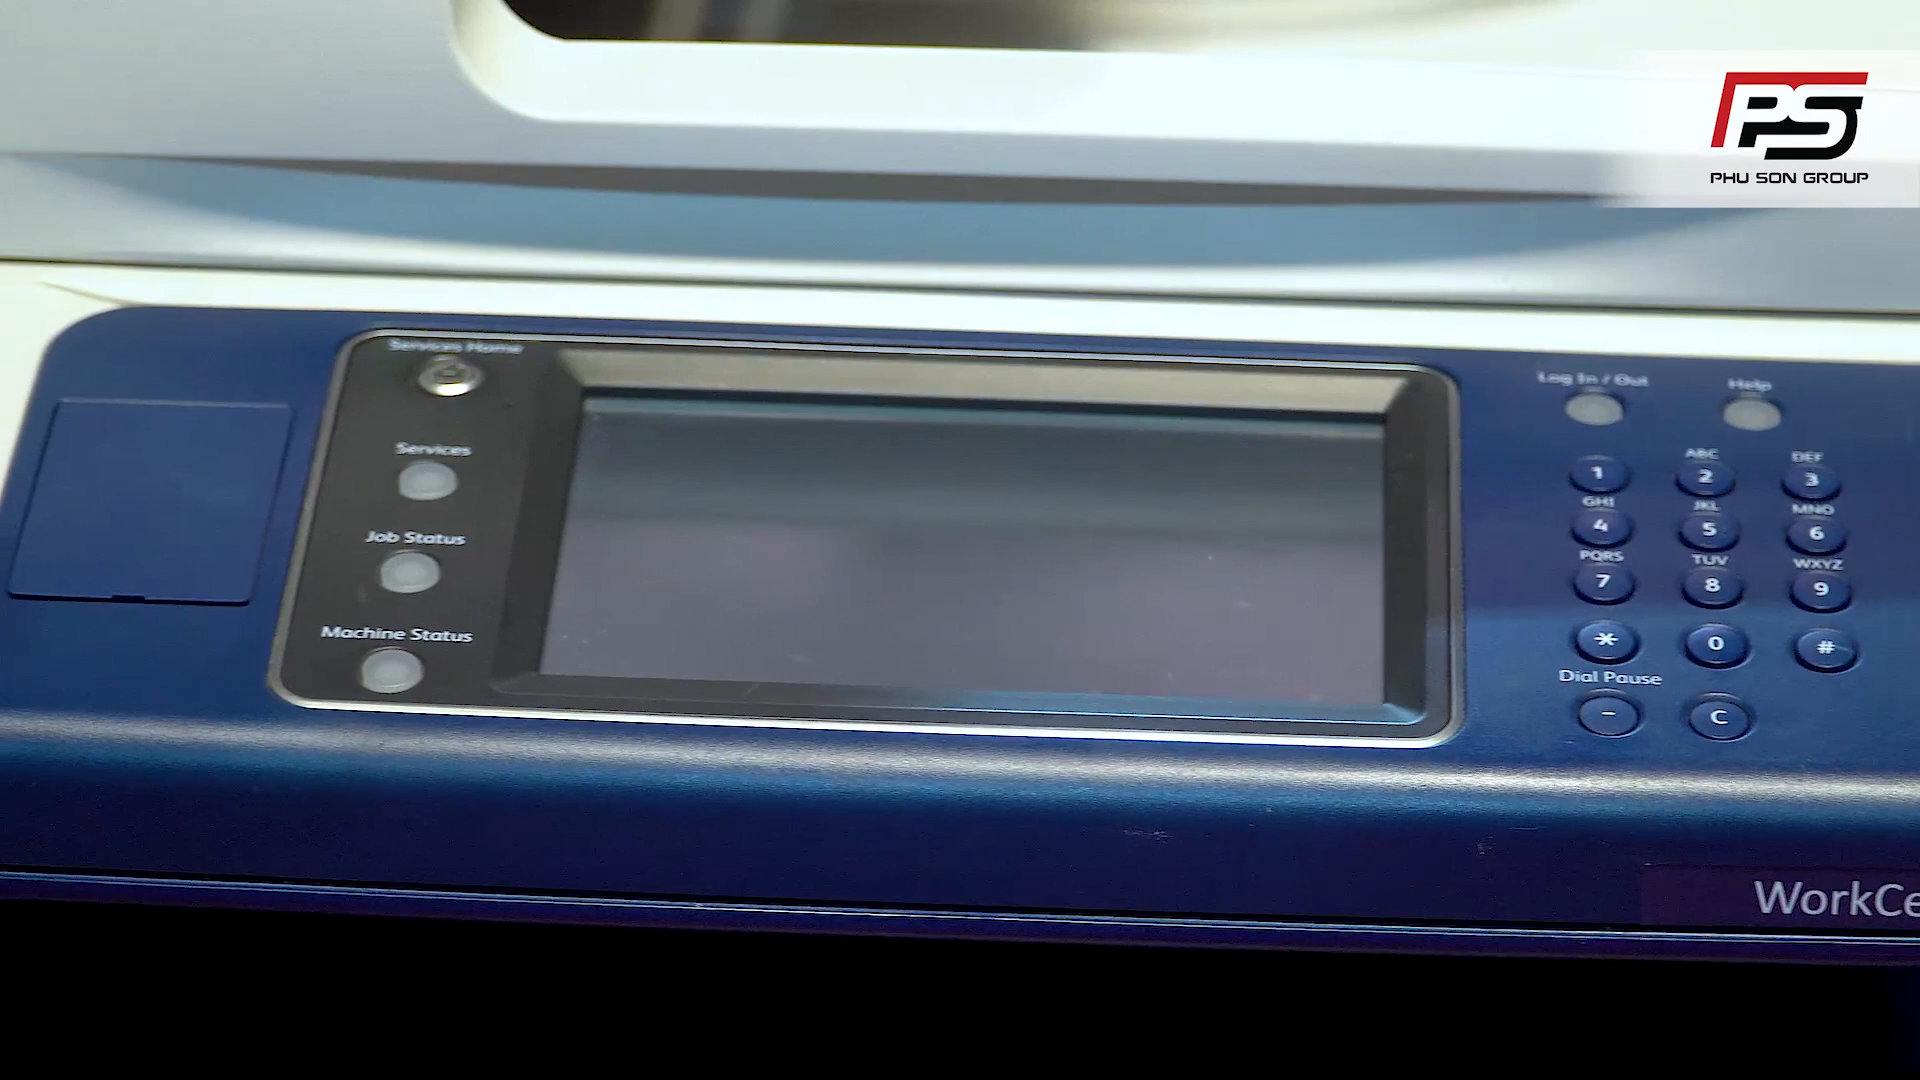 PS
PHU SON GROUP
Services Home
Services
Job Status
Machine Status
Log In / Out
Help
ABC
DEF
1
2
3
GHI
JKL
MNO
4
5
6
PQRS
TUV
WXYZ
7
8
9
*
0
#
Dial Pause
-
C
WorkCe